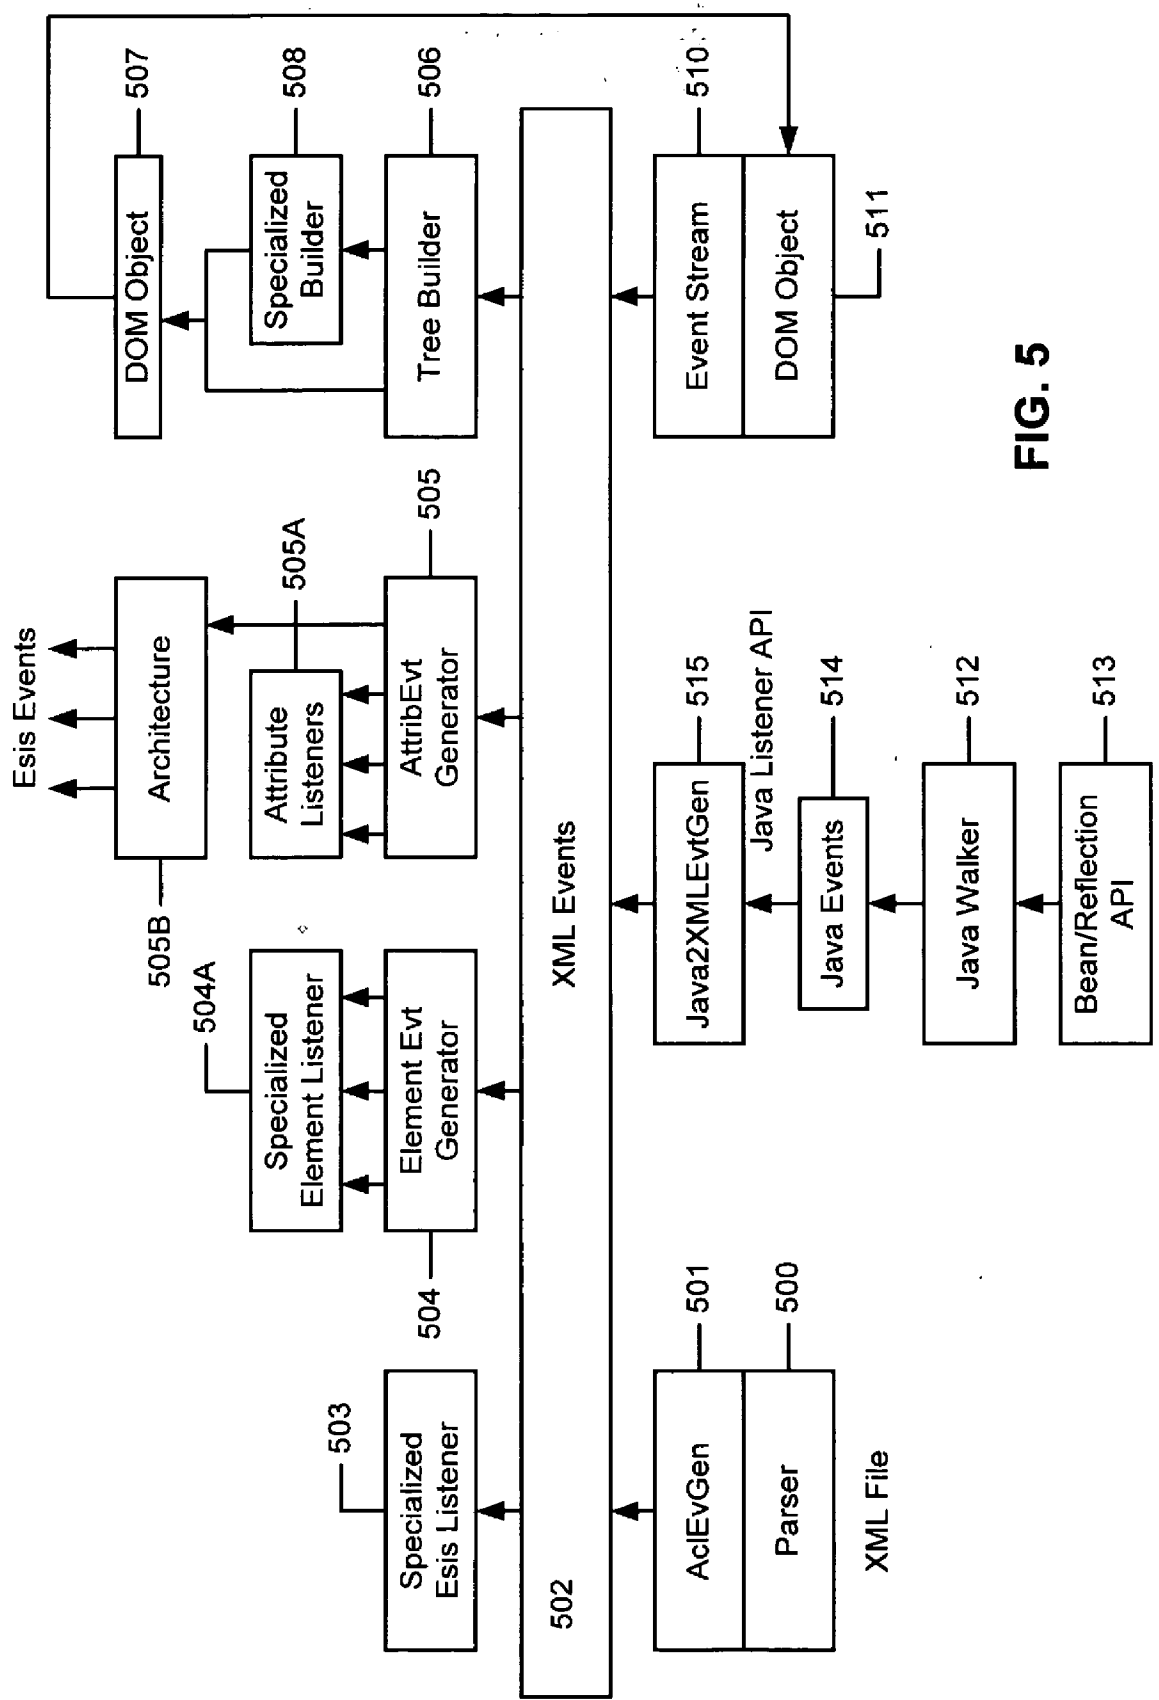 Esis Events
507
DOM Object
508
Specialized
Builder
506
Tree Builder
505B
Architecture
505A
Attribute
Listeners
505
AttribEvt
Generator
504A
Specialized
Element Listener
504
Element Evt
Generator
503
Specialized
Esis Listener
502
XML Events
501
AclEvGen
500
Parser
XML File
515
Java2XMLEvtGen
Java Listener API
514
Java Events
512
Java Walker
513
Bean/Reflection
API
510
Event Stream
DOM Object
511
FIG. 5